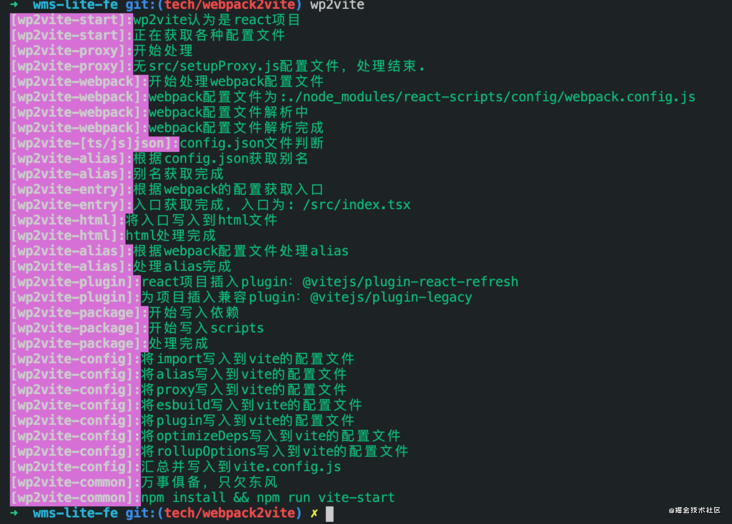 ➜  wms-lite-fe git:(tech/webpack2vite) wp2vite
[wp2vite-start]:wp2vite认为是react项目
[wp2vite-start]:正在获取各种配置文件
[wp2vite-proxy]:开始处理
[wp2vite-proxy]:无src/setupProxy.js配置文件, 处理结束.
[wp2vite-webpack]:开始处理webpack配置文件
[wp2vite-webpack]:webpack配置文件为:./node_modules/react-scripts/config/webpack.config.js
[wp2vite-webpack]:webpack配置文件解析中
[wp2vite-webpack]:webpack配置文件解析完成
[wp2vite-[ts/js]json]:config.json文件判断
[wp2vite-alias]:根据config.json获取别名
[wp2vite-alias]:别名获取完成
[wp2vite-entry]:根据webpack的配置获取入口
[wp2vite-entry]:入口获取完成, 入口为: /src/index.tsx
[wp2vite-html]:将入口写入到html文件
[wp2vite-html]:html处理完成
[wp2vite-alias]:根据webpack配置文件处理alias
[wp2vite-alias]:处理alias完成
[wp2vite-plugin]:react项目插入plugin: @vitejs/plugin-react-refresh
[wp2vite-plugin]:为项目插入兼容plugin: @vitejs/plugin-legacy
[wp2vite-package]:开始写入依赖
[wp2vite-package]:开始写入scripts
[wp2vite-package]:处理完成
[wp2vite-config]:将import写入到vite的配置文件
[wp2vite-config]:将alias写入到vite的配置文件
[wp2vite-config]:将proxy写入到vite的配置文件
[wp2vite-config]:将esbuild写入到vite的配置文件
[wp2vite-config]:将plugin写入到vite的配置文件
[wp2vite-config]:将optimizeDeps写入到vite的配置文件
[wp2vite-config]:将rollupOptions写入到vite的配置文件
[wp2vite-config]:汇总并写入到vite.config.js
[wp2vite-common]:万事俱备, 只欠东风
[wp2vite-common]:npm install && npm run vite-start
➜  wms-lite-fe git:(tech/webpack2vite) ✗
@掘金技术社区